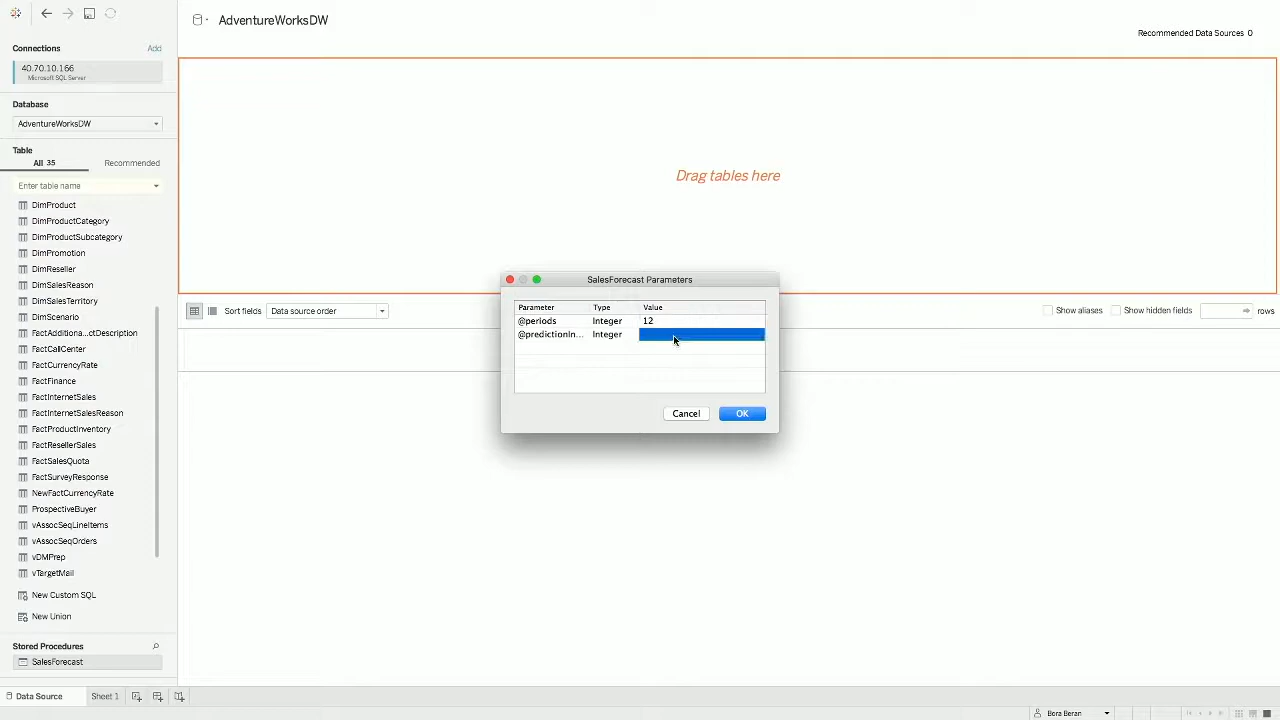 AdventureWorksDW
Recommended Data Sources 0
Connections Add
40.70.10.166
Microsoft SQL Server
Database
AdventureWorksDW
Table
All 35 Recommended
Enter table name
DimProduct
DimProductCategory
DimProductSubcategory
DimPromotion
DimReseller
DimSalesReason
DimSalesTerritory
DimScenario
FactAdditiona...ctDescription
FactCallCenter
FactCurrencyRate
FactFinance
FactInternetSales
FactInternetSalesReason
FactProductInventory
FactResellerSales
FactSalesQuota
FactSurveyResponse
NewFactCurrencyRate
ProspectiveBuyer
vAssocSeqLineItems
vAssocSeqOrders
vDMPrep
vTargetMail
New Custom SQL
New Union
Stored Procedures
SalesForecast
Drag tables here
Sort fields Data source order
Show aliases Show hidden fields rows
SalesForecast Parameters
Parameter Type Value
@periods Integer 12
@predictionIn... Integer
Cancel OK
Data Source Sheet 1
Bora Beran